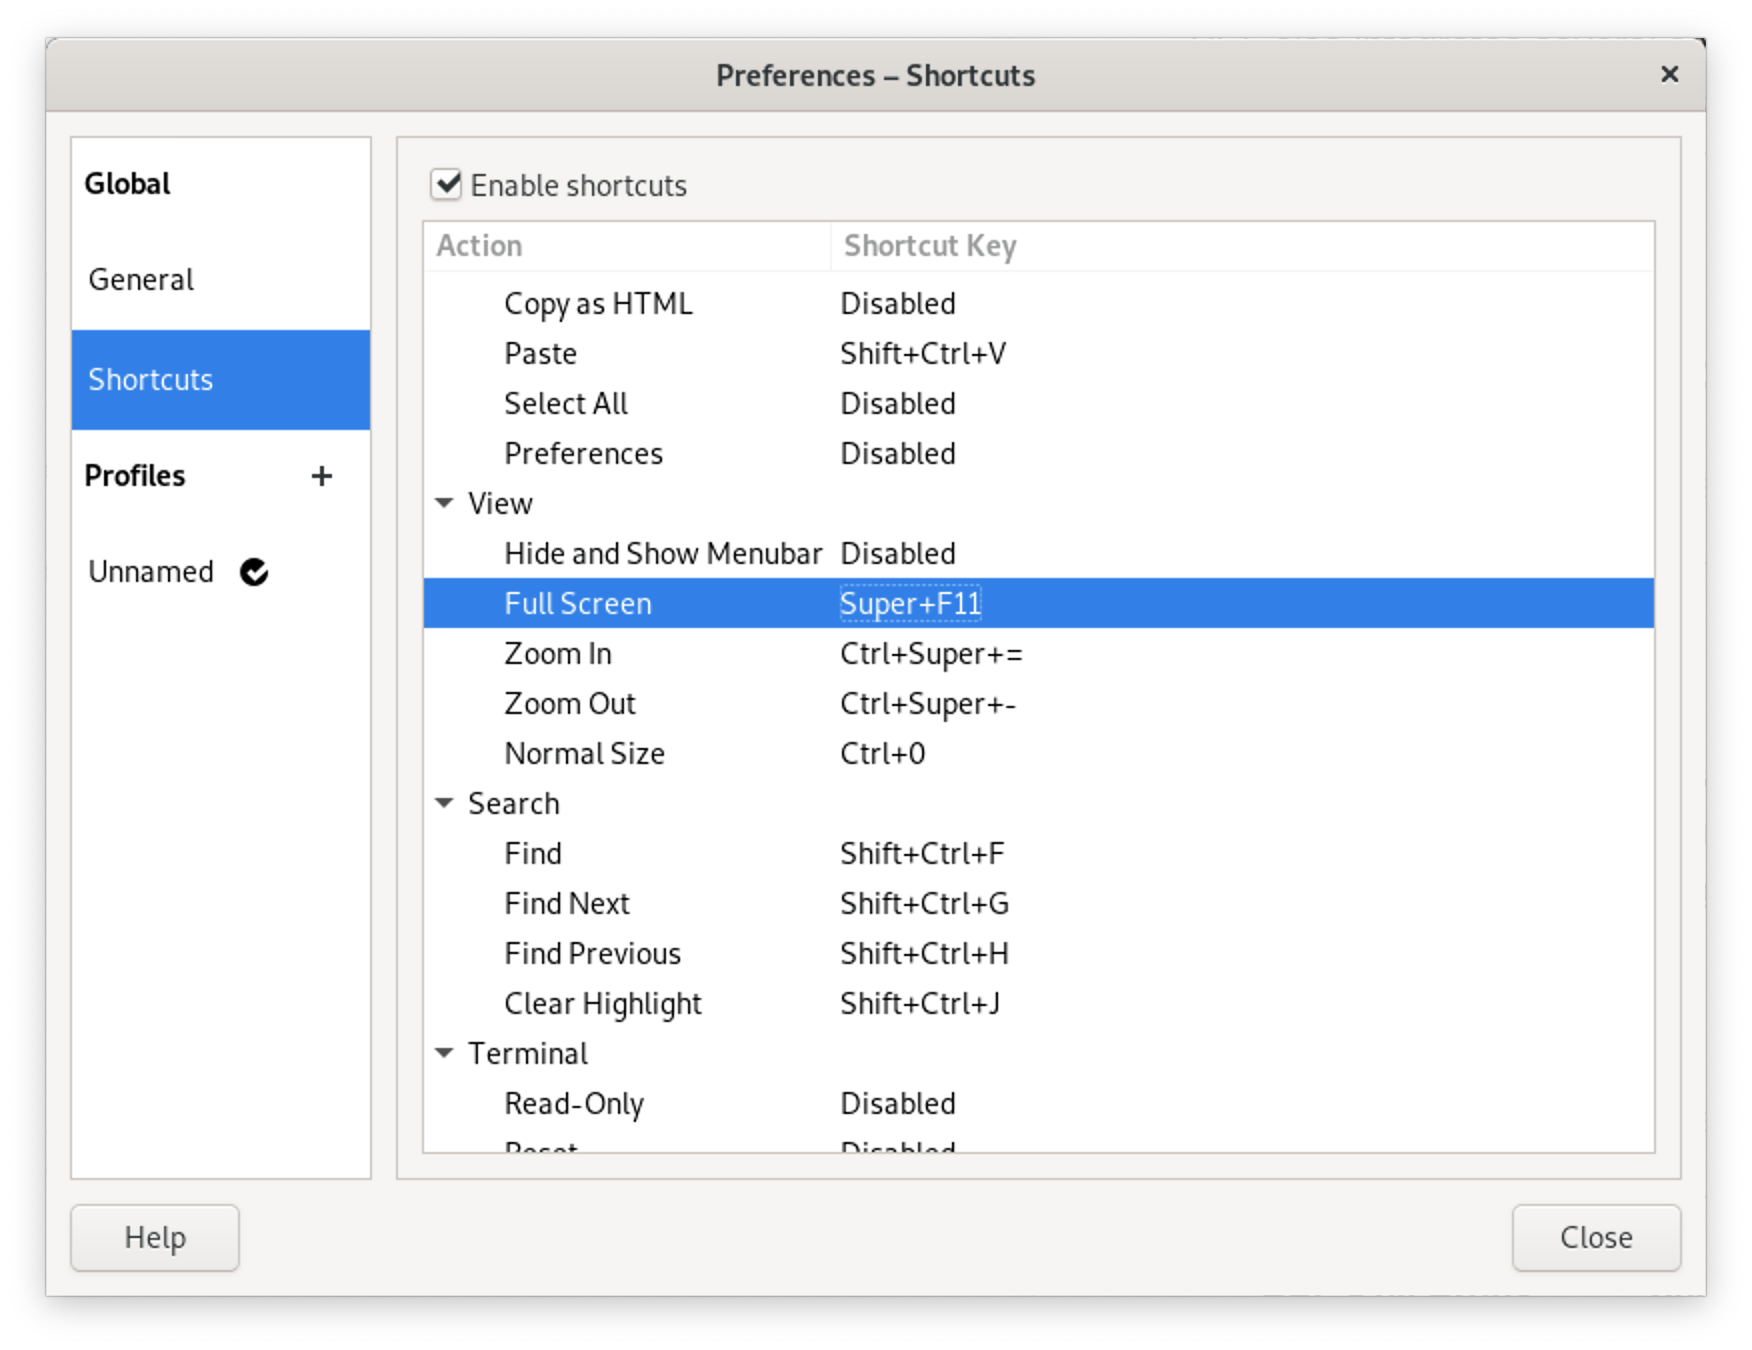 Preferences – Shortcuts
Global
General
Shortcuts
Profiles +
Unnamed
Enable shortcuts
Action Shortcut Key
Copy as HTML Disabled
Paste Shift+Ctrl+V
Select All Disabled
Preferences Disabled
View
Hide and Show Menubar Disabled
Full Screen Super+F11
Zoom In Ctrl+Super+=
Zoom Out Ctrl+Super+-
Normal Size Ctrl+0
Search
Find Shift+Ctrl+F
Find Next Shift+Ctrl+G
Find Previous Shift+Ctrl+H
Clear Highlight Shift+Ctrl+J
Terminal
Read-Only Disabled
Reset Disabled
Help
Close